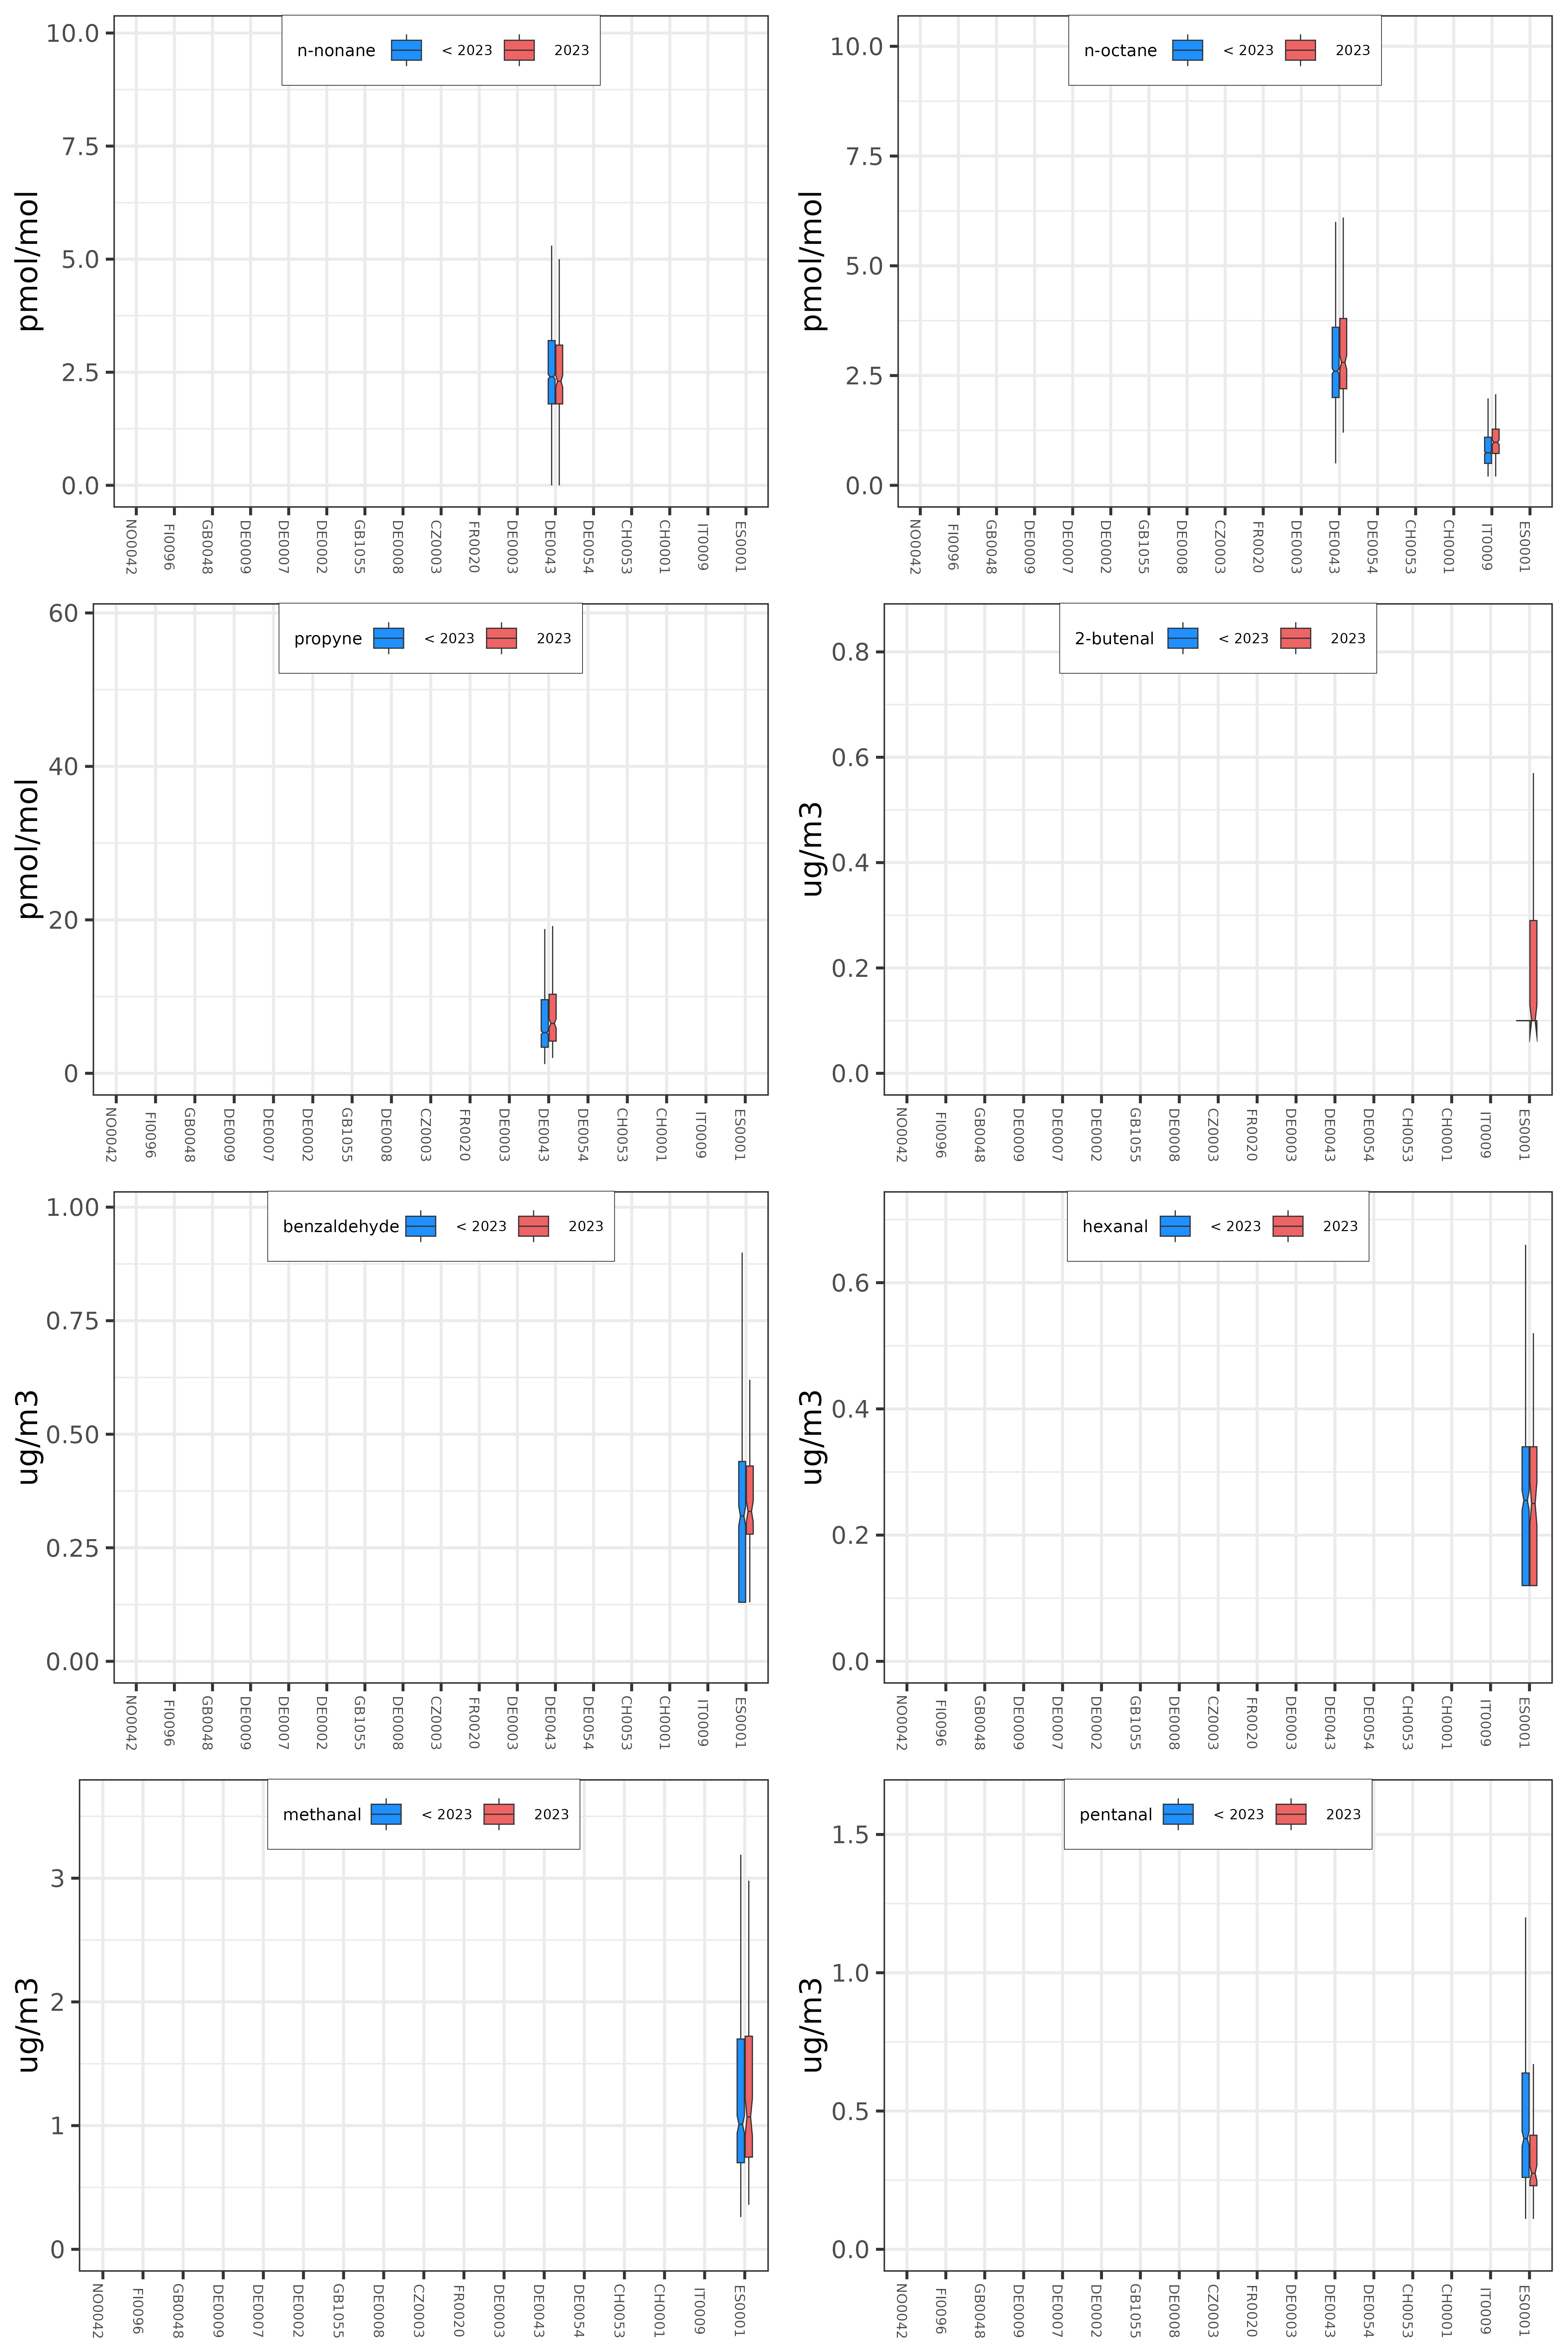 n-nonane < 2023 2023
pmol/mol
10.0
7.5
5.0
2.5
0.0
NO0042 FI0096 GB0048 DE0009 DE0007 DE0002 GB1055 DE0008 CZ0003 FR0020 DE0003 DE0043 DE0054 CH0053 CH0001 IT0009 ES0001
n-octane < 2023 2023
pmol/mol
10.0
7.5
5.0
2.5
0.0
NO0042 FI0096 GB0048 DE0009 DE0007 DE0002 GB1055 DE0008 CZ0003 FR0020 DE0003 DE0043 DE0054 CH0053 CH0001 IT0009 ES0001
propyne < 2023 2023
pmol/mol
60
40
20
0
NO0042 FI0096 GB0048 DE0009 DE0007 DE0002 GB1055 DE0008 CZ0003 FR0020 DE0003 DE0043 DE0054 CH0053 CH0001 IT0009 ES0001
2-butenal < 2023 2023
ug/m3
0.8
0.6
0.4
0.2
0.0
NO0042 FI0096 GB0048 DE0009 DE0007 DE0002 GB1055 DE0008 CZ0003 FR0020 DE0003 DE0043 DE0054 CH0053 CH0001 IT0009 ES0001
benzaldehyde < 2023 2023
ug/m3
1.00
0.75
0.50
0.25
0.00
NO0042 FI0096 GB0048 DE0009 DE0007 DE0002 GB1055 DE0008 CZ0003 FR0020 DE0003 DE0043 DE0054 CH0053 CH0001 IT0009 ES0001
hexanal < 2023 2023
ug/m3
0.6
0.4
0.2
0.0
NO0042 FI0096 GB0048 DE0009 DE0007 DE0002 GB1055 DE0008 CZ0003 FR0020 DE0003 DE0043 DE0054 CH0053 CH0001 IT0009 ES0001
methanal < 2023 2023
ug/m3
3
2
1
0
NO0042 FI0096 GB0048 DE0009 DE0007 DE0002 GB1055 DE0008 CZ0003 FR0020 DE0003 DE0043 DE0054 CH0053 CH0001 IT0009 ES0001
pentanal < 2023 2023
ug/m3
1.5
1.0
0.5
0.0
NO0042 FI0096 GB0048 DE0009 DE0007 DE0002 GB1055 DE0008 CZ0003 FR0020 DE0003 DE0043 DE0054 CH0053 CH0001 IT0009 ES0001